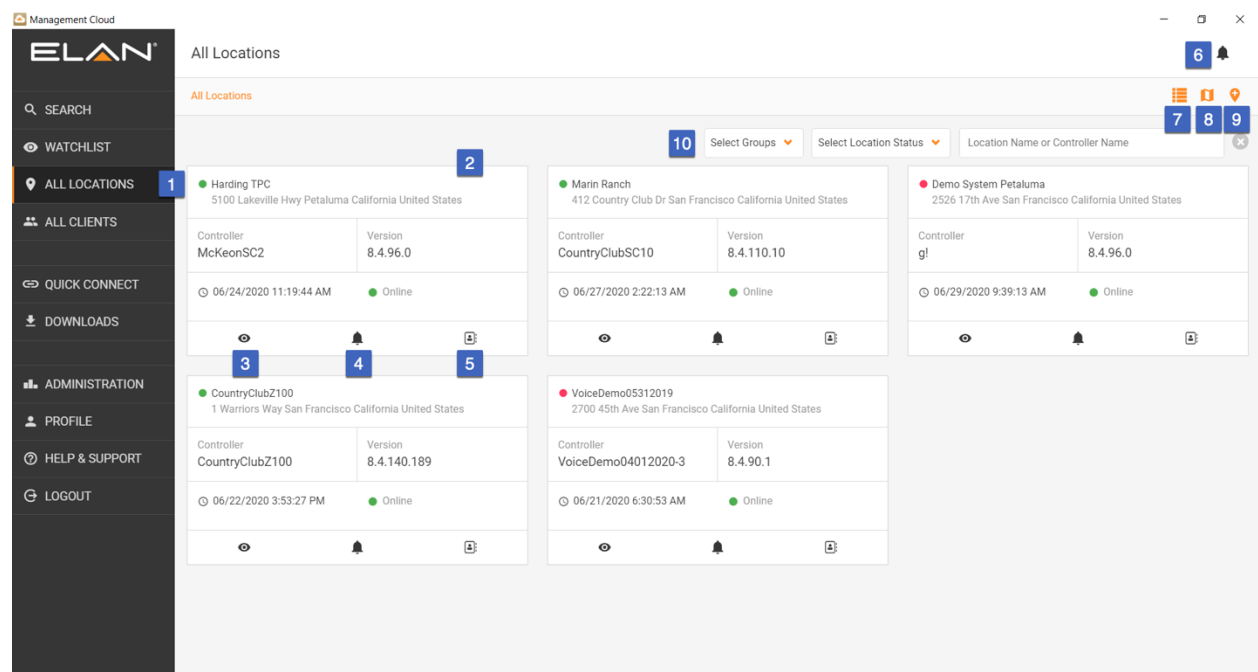 Management Cloud
ELAN®
All Locations
6
SEARCH
WATCHLIST
ALL LOCATIONS
1
ALL CLIENTS
QUICK CONNECT
DOWNLOADS
ADMINISTRATION
PROFILE
HELP & SUPPORT
LOGOUT
All Locations
7 8 9
10 Select Groups Select Location Status Location Name or Controller Name
2
Harding TPC
5100 Lakeville Hwy Petaluma California United States
Controller Version
McKeonSC2 8.4.96.0
06/24/2020 11:19:44 AM Online
3 4 5
Marin Ranch
412 Country Club Dr San Francisco California United States
Controller Version
CountryClubSC10 8.4.110.10
06/27/2020 2:22:13 AM Online
Demo System Petaluma
2526 17th Ave San Francisco California United States
Controller Version
g! 8.4.96.0
06/29/2020 9:39:13 AM Online
CountryClubZ100
1 Warriors Way San Francisco California United States
Controller Version
CountryClubZ100 8.4.140.189
06/22/2020 3:53:27 PM Online
VoiceDemo05312019
2700 45th Ave San Francisco California United States
Controller Version
VoiceDemo04012020-3 8.4.90.1
06/21/2020 6:30:53 AM Online